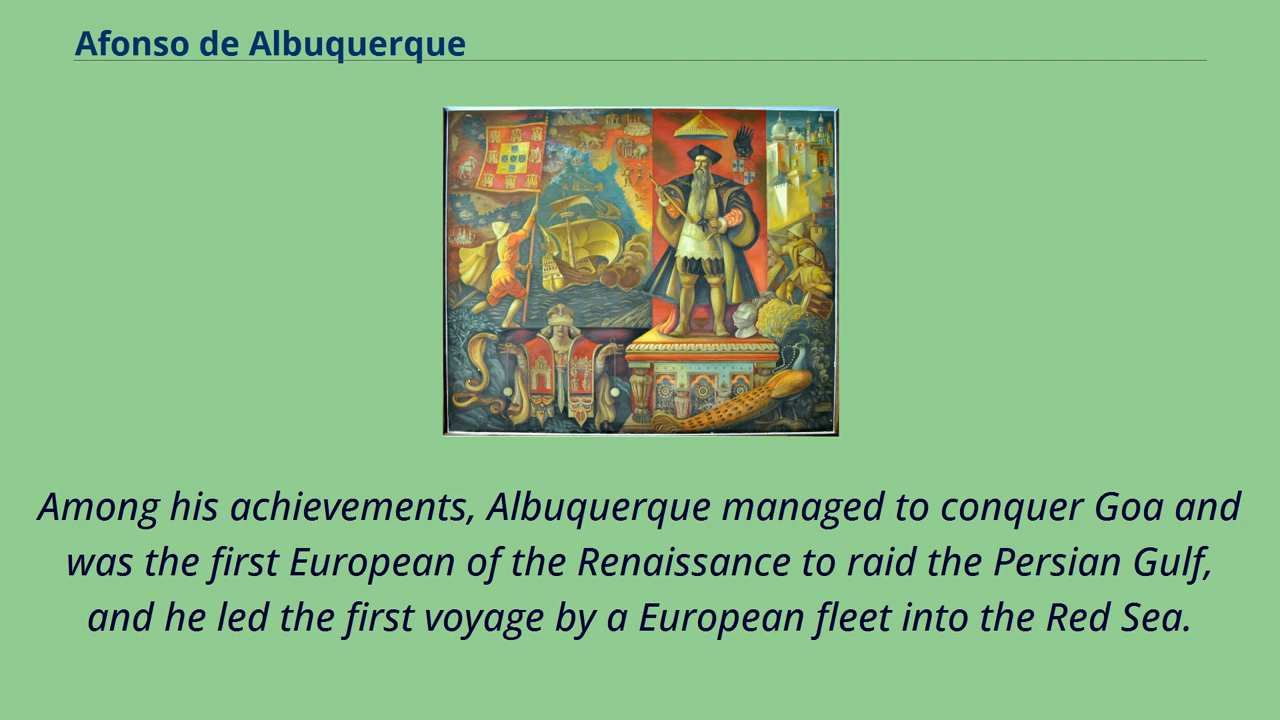 Afonso de Albuquerque
Among his achievements, Albuquerque managed to conquer Goa and
was the first European of the Renaissance to raid the Persian Gulf,
and he led the first voyage by a European fleet into the Red Sea.